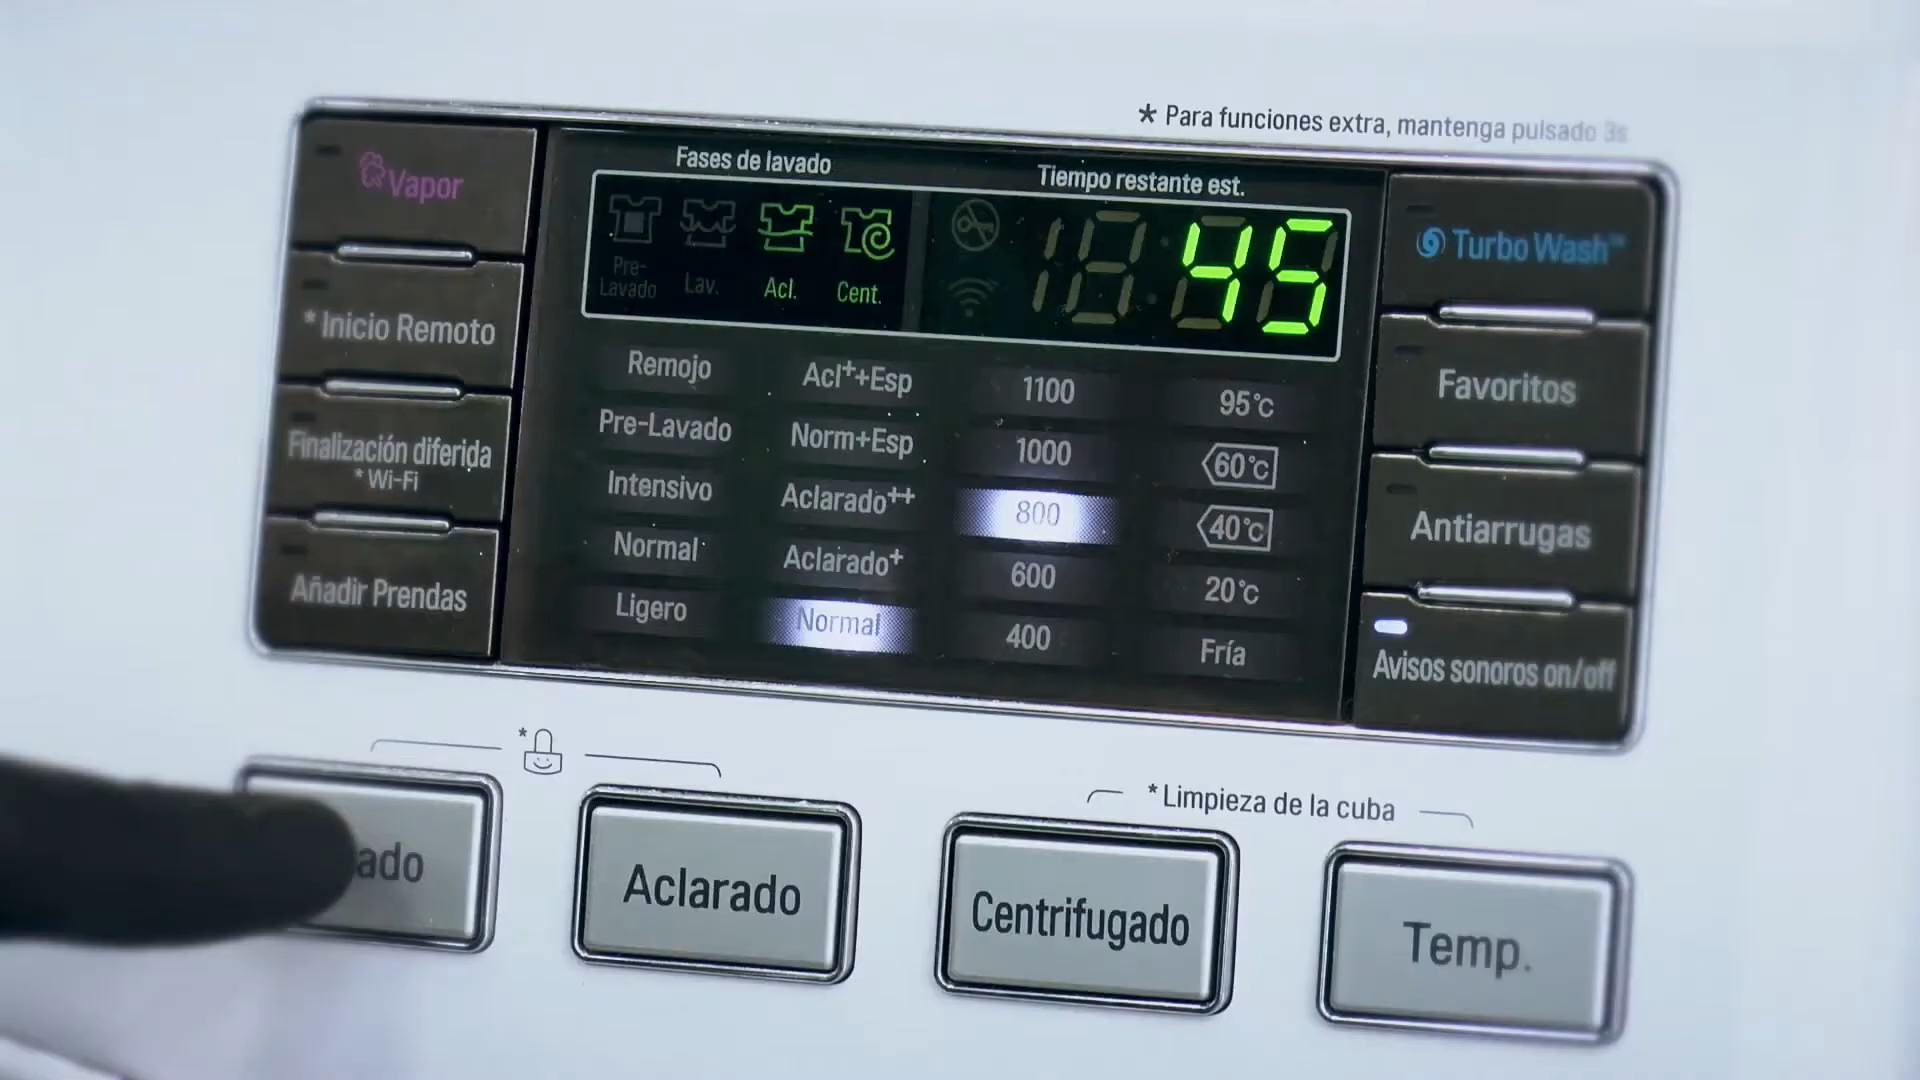 * Para funciones extra, mantenga pulsado 3s
Vapor
* Inicio Remoto
Finalización diferida
* Wi-Fi
Añadir Prendas
Fases de lavado
Tiempo restante est.
Pre-
Lavado
Lav.
Acl.
Cent.
45
Remojo
Pre-Lavado
Intensivo
Normal
Ligero
Acl⁺+Esp
Norm+Esp
Aclarado⁺⁺
Aclarado⁺
Normal
1100
1000
800
600
400
95°C
60°C
40°C
20°C
Fría
Turbo Wash™
Favoritos
Antiarrugas
Avisos sonoros on/off
*
* Limpieza de la cuba
ado
Aclarado
Centrifugado
Temp.